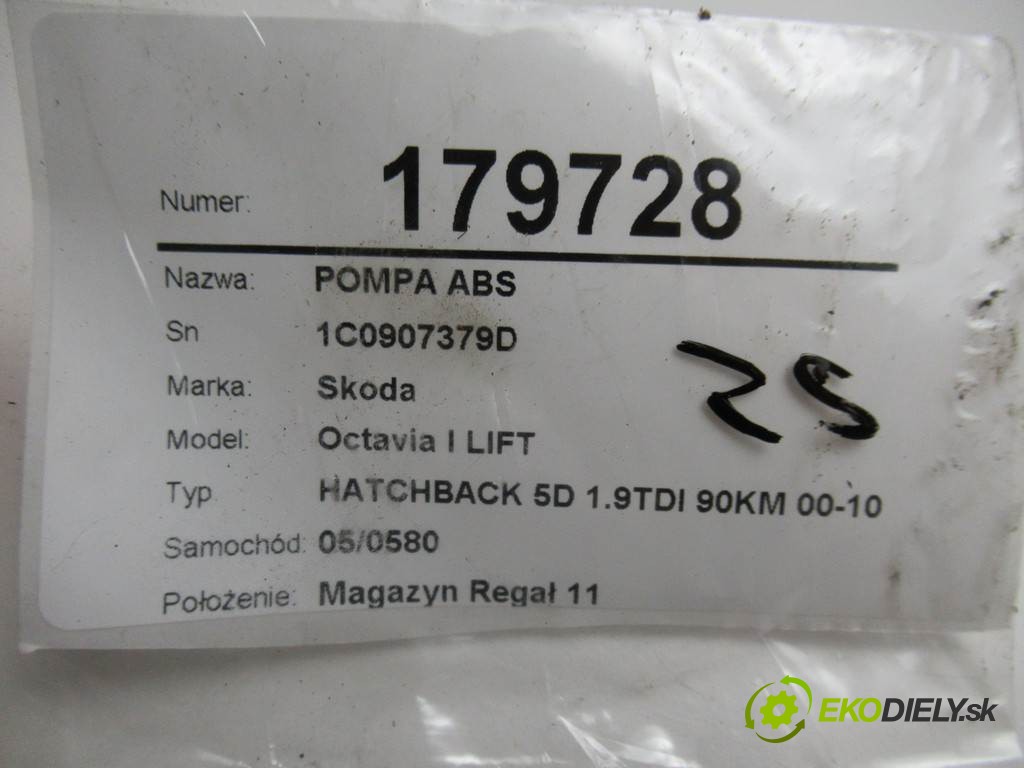 Numer: 179728
Nazwa: POMPA ABS
Sn 1C0907379D
Marka: Skoda
Model: Octavia I LIFT
Typ HATCHBACK 5D 1.9TDI 90KM 00-10
Samochód: 05/0580
Położenie: Magazyn Regał 11
ZS
EKODIELY.sk